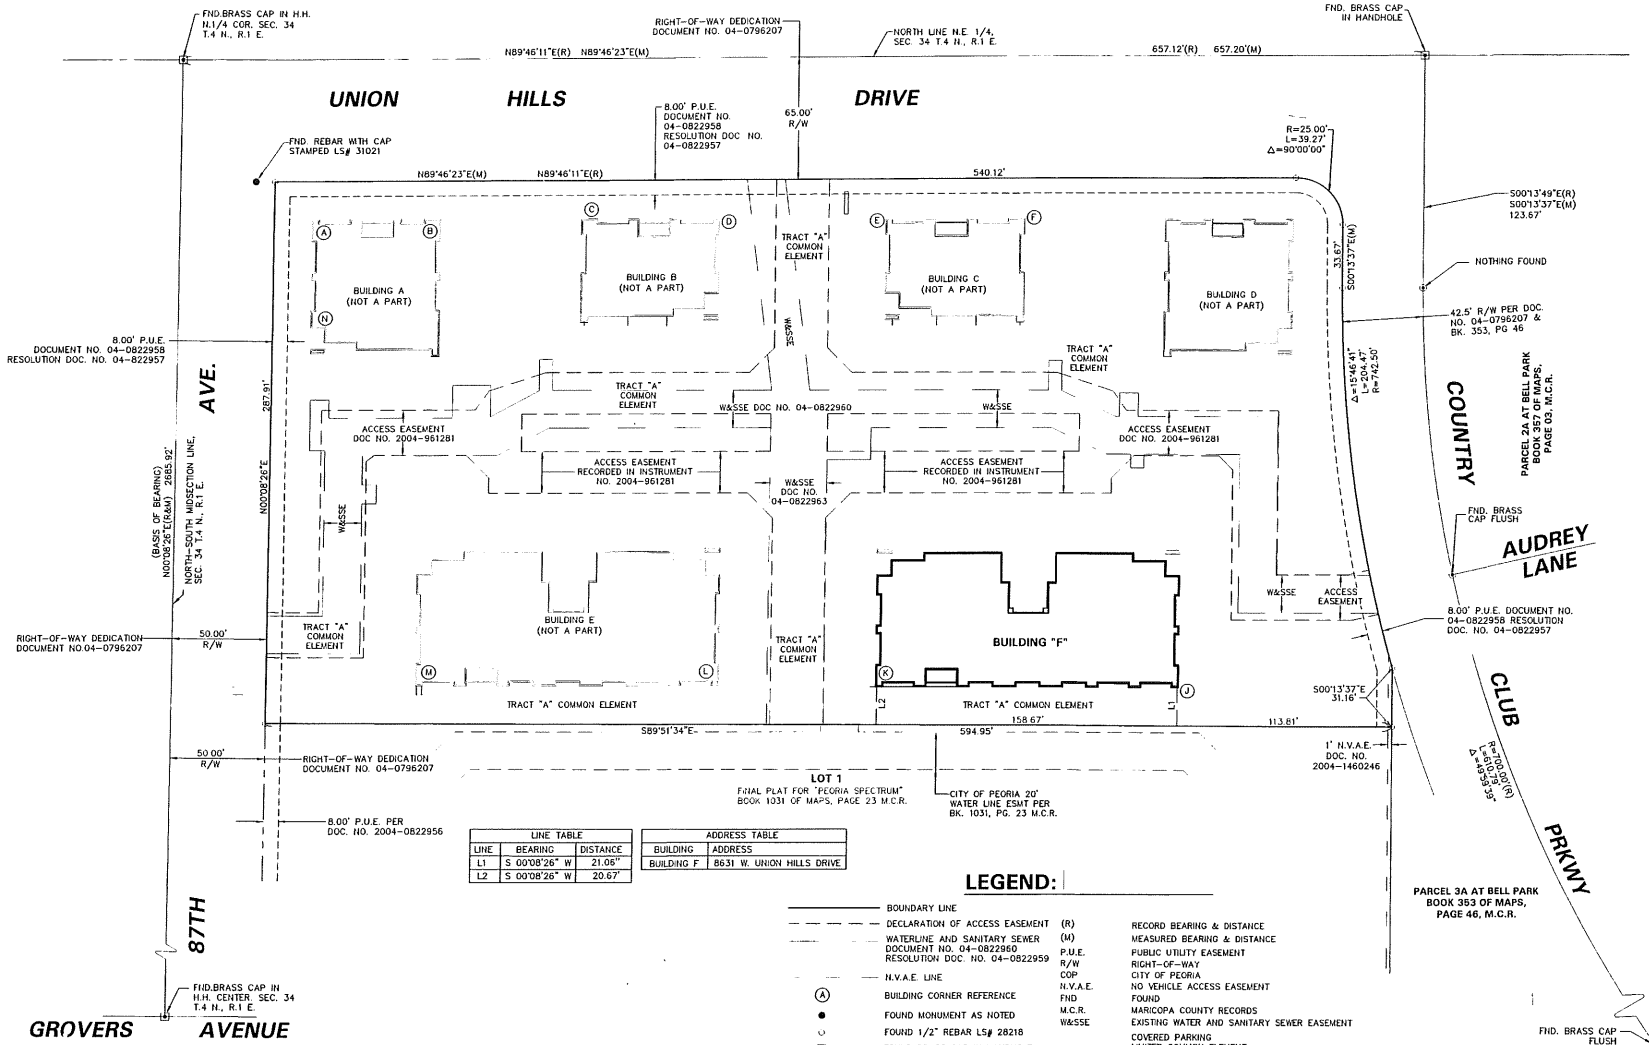 FND.BRASS CAP IN H.H.
N.1/4 COR. SEC. 34
T.4 N., R.1 E.
RIGHT-OF-WAY DEDICATION
DOCUMENT NO. 04-0796207
NORTH LINE N.E. 1/4,
SEC. 34 T.4 N., R.1 E.
FND. BRASS CAP
IN HANDHOLE
N89°46'11"E(R) N89°46'23"E(M)
657.12'(R) 657.20'(M)
UNION HILLS DRIVE
8.00' P.U.E.
DOCUMENT NO.
04-0822958
RESOLUTION DOC NO.
04-0822957
65.00'
R/W
R=25.00'
L=39.27'
Δ=90°00'00"
FND. REBAR WITH CAP
STAMPED LS# 31021
N89°46'23"E(M) N89°46'11"E(R)
540.12'
S00°13'49"E(R)
S00°13'37"E(M)
123.67'
NOTHING FOUND
33.67'
S00°13'37"E(M)
A
B
C
D
E
F
N
BUILDING A
(NOT A PART)
BUILDING B
(NOT A PART)
TRACT "A"
COMMON
ELEMENT
BUILDING C
(NOT A PART)
BUILDING D
(NOT A PART)
W&SSE
42.5' R/W PER DOC.
NO. 04-0796207 &
BK. 353, PG 46
8.00' P.U.E.
DOCUMENT NO. 04-0822958
RESOLUTION DOC. NO. 04-822957
TRACT "A"
COMMON
ELEMENT
TRACT "A"
COMMON
ELEMENT
Δ=15°46'41"
L=204.47'
R=742.50'
PARCEL 2A AT BELL PARK
BOOK 357 OF MAPS,
PAGE 03, M.C.R.
287.91'
N00°08'26"E
W&SSE DOC NO. 04-0822960
W&SSE
ACCESS EASEMENT
DOC NO. 2004-961281
ACCESS EASEMENT
DOC NO. 2004-961281
ACCESS EASEMENT
RECORDED IN INSTRUMENT
NO. 2004-961281
W&SSE
DOC NO.
04-0822963
ACCESS EASEMENT
RECORDED IN INSTRUMENT
NO. 2004-961281
W&SSE
(BASIS OF BEARING)
N00°08'26"E(R&M) 2685.92'
NORTH-SOUTH MIDSECTION LINE,
SEC. 34 T.4 N., R.1 E.
FND. BRASS
CAP FLUSH
AUDREY
LANE
BUILDING E
(NOT A PART)
BUILDING "F"
W&SSE
ACCESS
EASEMENT
8.00' P.U.E. DOCUMENT NO.
04-0822958 RESOLUTION
DOC. NO. 04-0822957
RIGHT-OF-WAY DEDICATION
DOCUMENT NO.04-0796207
50.00'
R/W
TRACT "A"
COMMON
ELEMENT
TRACT "A"
COMMON
ELEMENT
M
L
K
J
S00°13'37"E
31.16'
TRACT "A" COMMON ELEMENT
L2
TRACT "A" COMMON ELEMENT
L1
158.67'
113.81'
S89°51'34"E
594.95'
50.00'
R/W
RIGHT-OF-WAY DEDICATION
DOCUMENT NO. 04-0796207
1' N.V.A.E.
DOC. NO.
2004-1460246
R=700.00'(R)
L=610.79'
Δ=49°59'39"
LOT 1
FINAL PLAT FOR "PEORIA SPECTRUM"
BOOK 1031 OF MAPS, PAGE 23 M.C.R.
CITY OF PEORIA 20'
WATER LINE ESMT PER
BK. 1031, PG. 23 M.C.R.
8.00' P.U.E. PER
DOC. NO. 2004-0822956
COUNTRY CLUB PRKWY
87TH AVE.
LINE TABLE
LINE BEARING DISTANCE
L1 S 00°08'26" W 21.06"
L2 S 00°08'26" W 20.67'
ADDRESS TABLE
BUILDING ADDRESS
BUILDING F 8631 W. UNION HILLS DRIVE
PARCEL 3A AT BELL PARK
BOOK 353 OF MAPS,
PAGE 46, M.C.R.
LEGEND:
BOUNDARY LINE
DECLARATION OF ACCESS EASEMENT
WATERLINE AND SANITARY SEWER
DOCUMENT NO. 04-0822960
RESOLUTION DOC. NO. 04-0822959
N.V.A.E. LINE
A BUILDING CORNER REFERENCE
FOUND MONUMENT AS NOTED
FOUND 1/2" REBAR LS# 28218
(R) RECORD BEARING & DISTANCE
(M) MEASURED BEARING & DISTANCE
P.U.E. PUBLIC UTILITY EASEMENT
R/W RIGHT-OF-WAY
COP CITY OF PEORIA
N.V.A.E. NO VEHICLE ACCESS EASEMENT
FND FOUND
M.C.R. MARICOPA COUNTY RECORDS
W&SSE EXISTING WATER AND SANITARY SEWER EASEMENT
COVERED PARKING
FND.BRASS CAP IN
H.H. CENTER. SEC. 34
T.4 N., R.1 E.
GROVERS AVENUE
FND. BRASS CAP
FLUSH